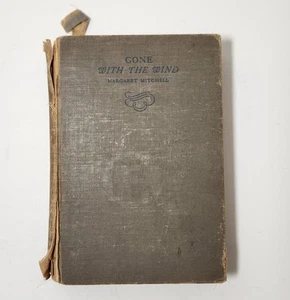 GONE
WITH THE WIND
MARGARET MITCHELL